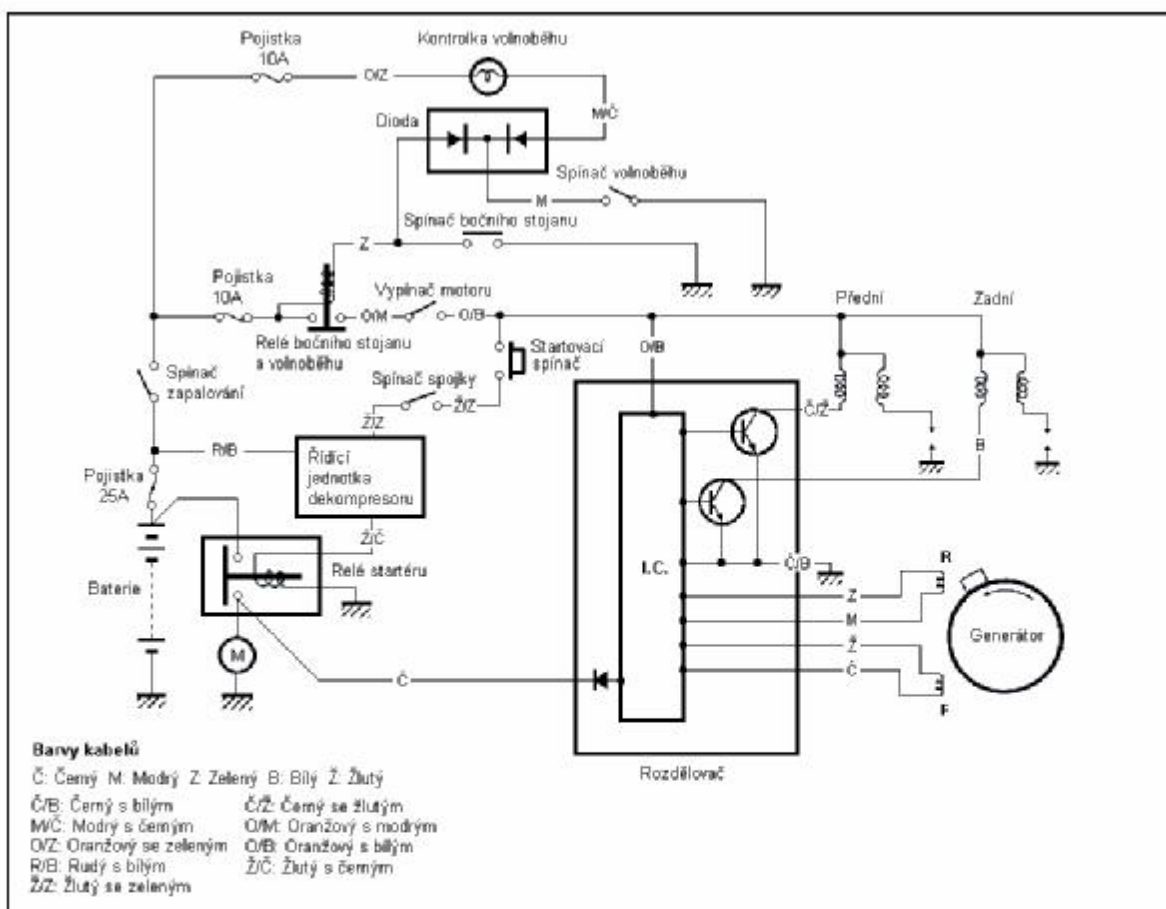 Pojistka
10A
Kontrolka volnoběhu
O/Z
M/Č
Dioda
Spínač volnoběhu
M
Spínač bočního stojanu
Z
Pojistka
10A
Vypínač motoru
O/M
O/B
Přední
Zadní
Relé bočního stojanu
a volnoběhu
O/B
Startovací
spínač
Spínač
zapalování
Spínač spojky
Ž/Z
Ž/Z
Č/Ž
B
R/B
Řídící
jednotka
dekompresoru
Pojistka
25A
Ž/Č
Relé startéru
I.C.
Č/B
R
Baterie
Z
M
Generátor
M
Ž
Č
Č
F
Rozdělovač
Barvy kabelů
Č: Černý M: Modrý Z: Zelený B: Bílý Ž: Žlutý
Č/B: Černý s bílým Č/Ž: Černý se žlutým
M/Č: Modrý s černým O/M: Oranžový s modrým
O/Z: Oranžový se zeleným O/B: Oranžový s bílým
R/B: Rudý s bílým Ž/Č: Žlutý s černým
Ž/Z: Žlutý se zeleným